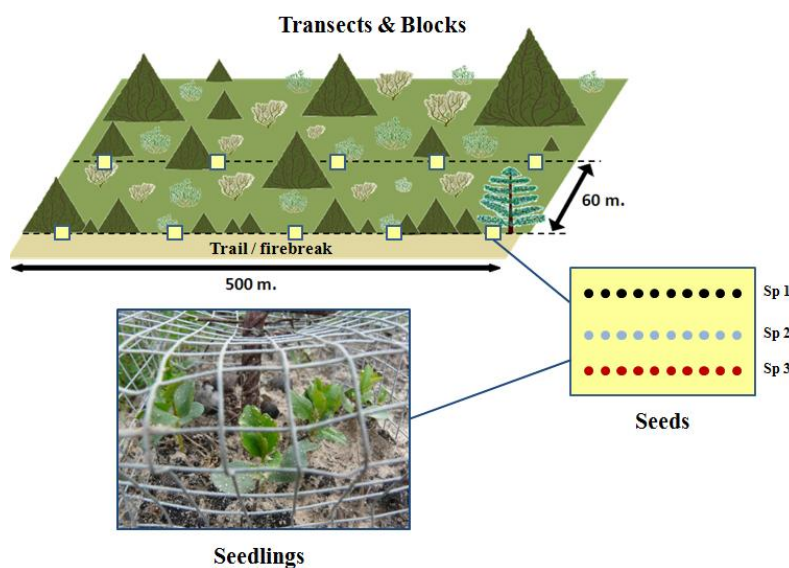 Transects & Blocks
60 m.
Trail / firebreak
500 m.
Sp 1
Sp 2
Sp 3
Seeds
Seedlings